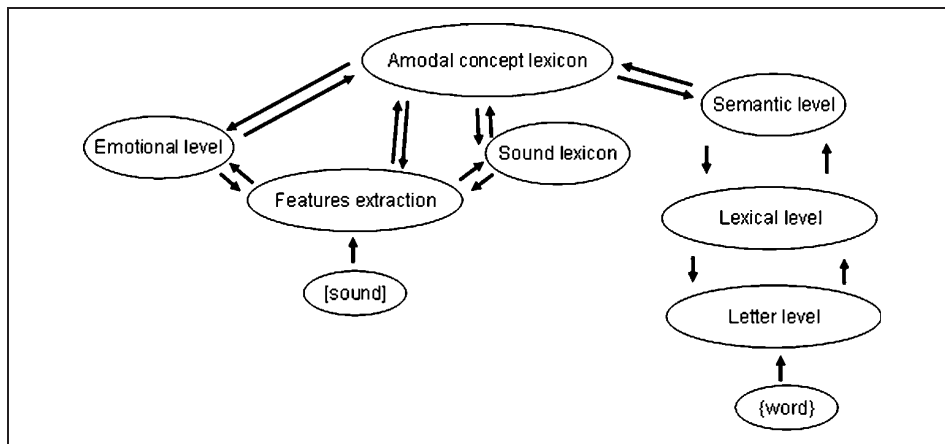 Amodal concept lexicon
Semantic level
Emotional level
Sound lexicon
Features extraction
Lexical level
[sound]
Letter level
{word}